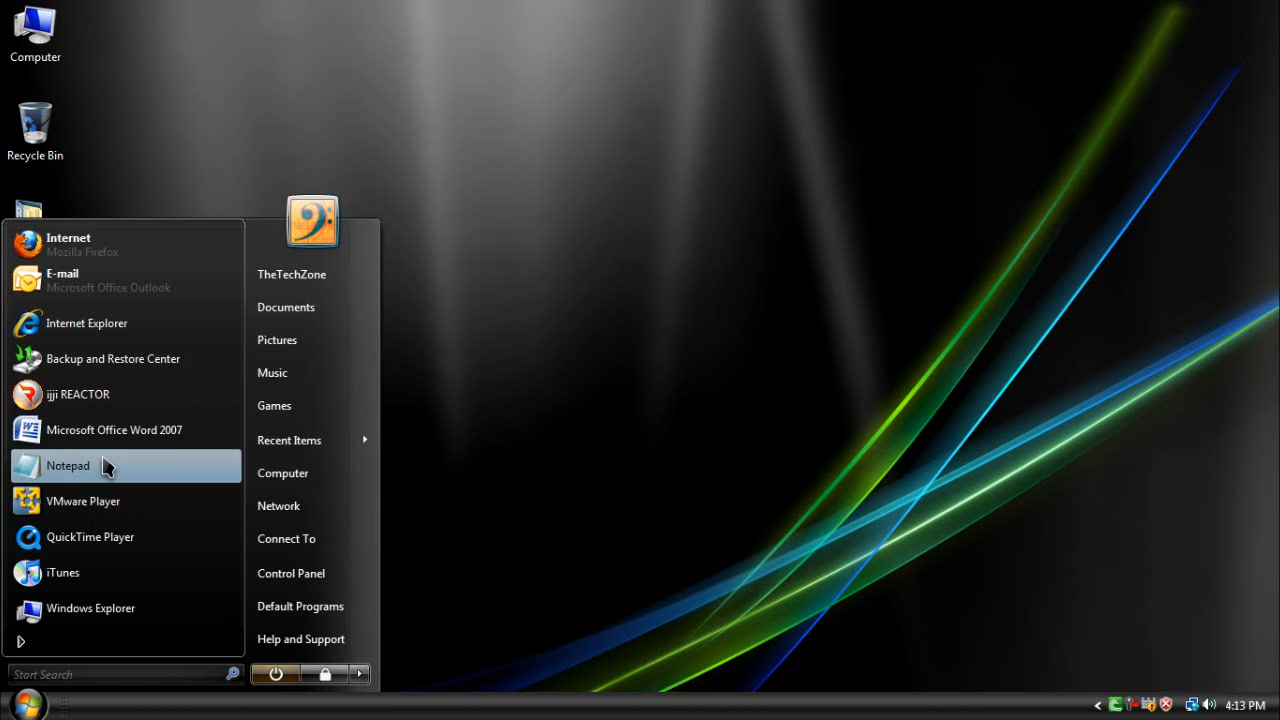 Computer
Recycle Bin
Internet
Mozilla Firefox
E-mail
Microsoft Office Outlook
Internet Explorer
Backup and Restore Center
ijji REACTOR
Microsoft Office Word 2007
Notepad
VMware Player
QuickTime Player
iTunes
Windows Explorer
Start Search
TheTechZone
Documents
Pictures
Music
Games
Recent Items
Computer
Network
Connect To
Control Panel
Default Programs
Help and Support
4:13 PM